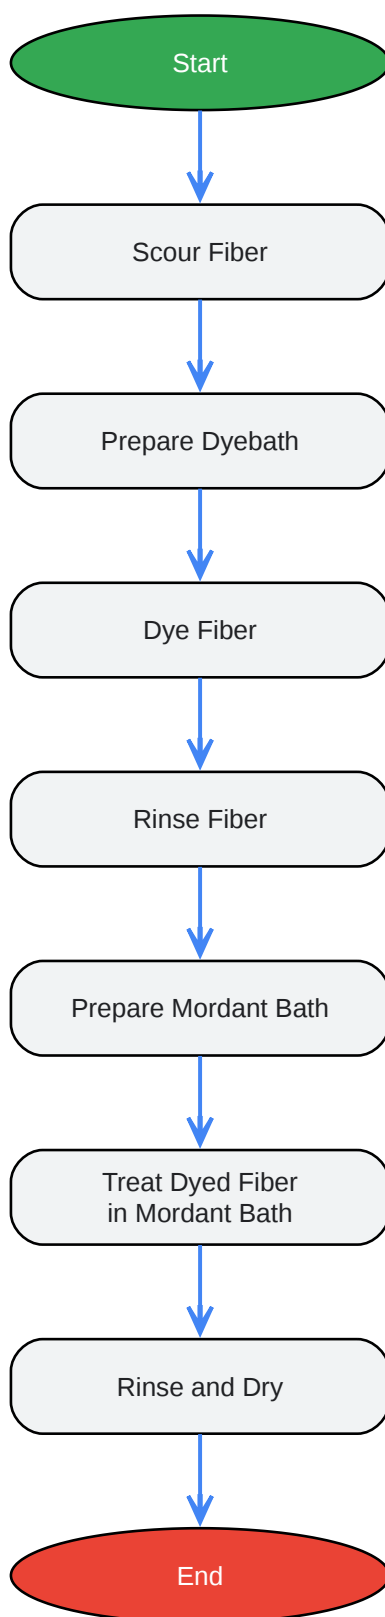 Start
Scour Fiber
Prepare Dyebath
Dye Fiber
Rinse Fiber
Prepare Mordant Bath
Treat Dyed Fiber
in Mordant Bath
Rinse and Dry
End